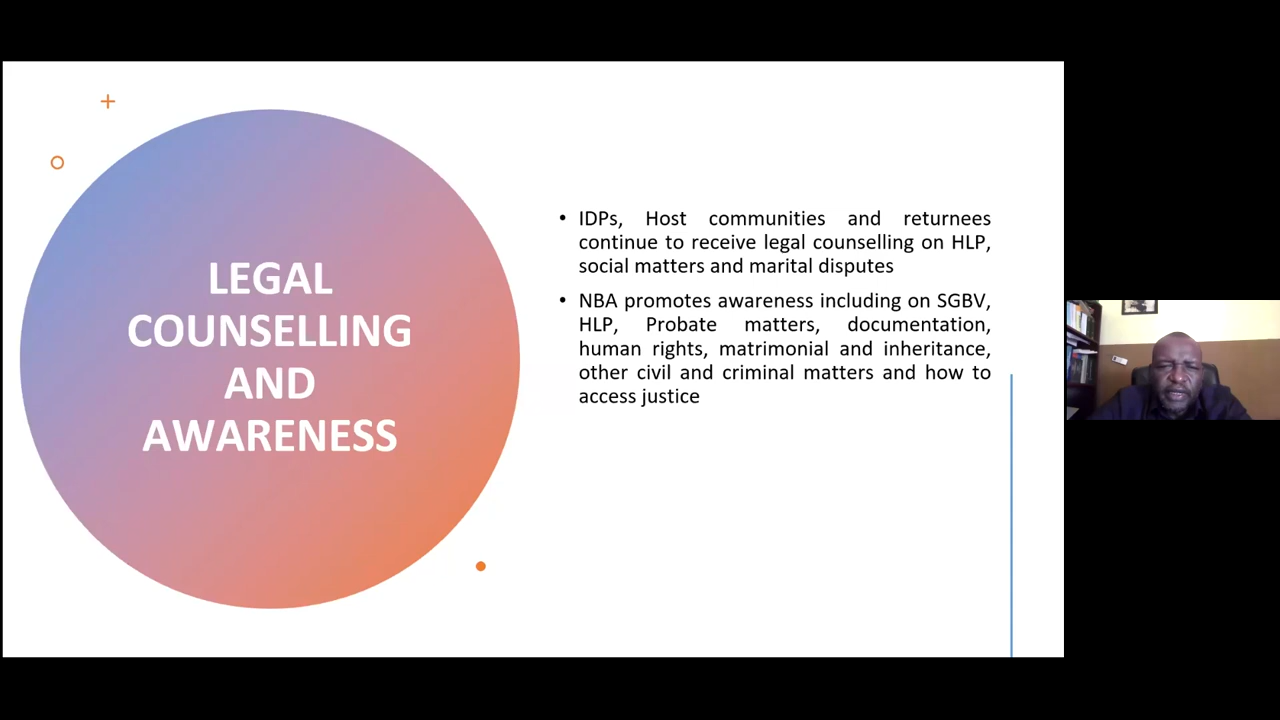 LEGAL
COUNSELLING
AND
AWARENESS
• IDPs, Host communities and returnees
continue to receive legal counselling on HLP,
social matters and marital disputes
• NBA promotes awareness including on SGBV,
HLP, Probate matters, documentation,
human rights, matrimonial and inheritance,
other civil and criminal matters and how to
access justice